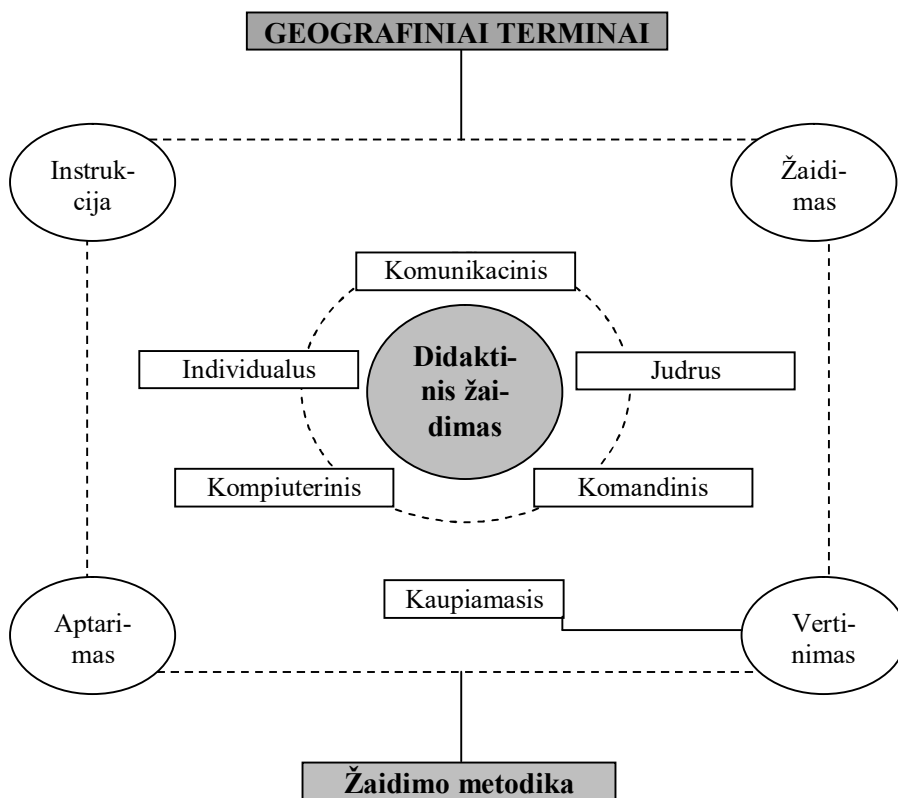 GEOGRAFINIAI TERMINAI
Instruk-
cija
Žaidi-
mas
Komunikacinis
Individualus
Didakti-
nis žai-
dimas
Judrus
Kompiuterinis
Komandinis
Kaupiamasis
Aptari-
mas
Verti-
nimas
Žaidimo metodika